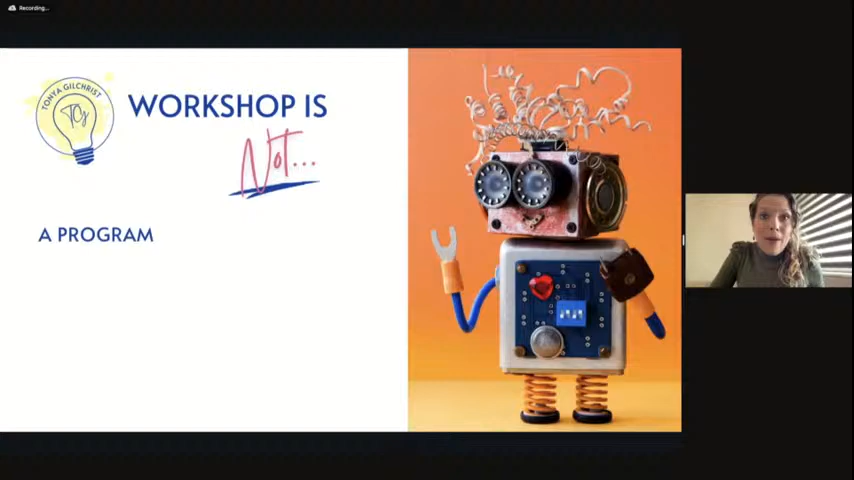 Recording...
TONYA GILCHRIST
TG
WORKSHOP IS
Not...
A PROGRAM